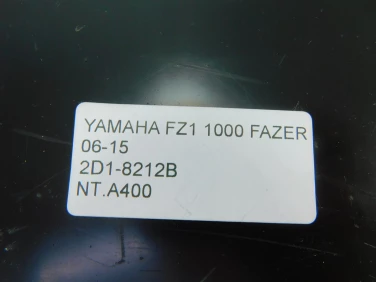 YAMAHA FZ1 1000 FAZER
06-15
2D1-8212B
NT.A400